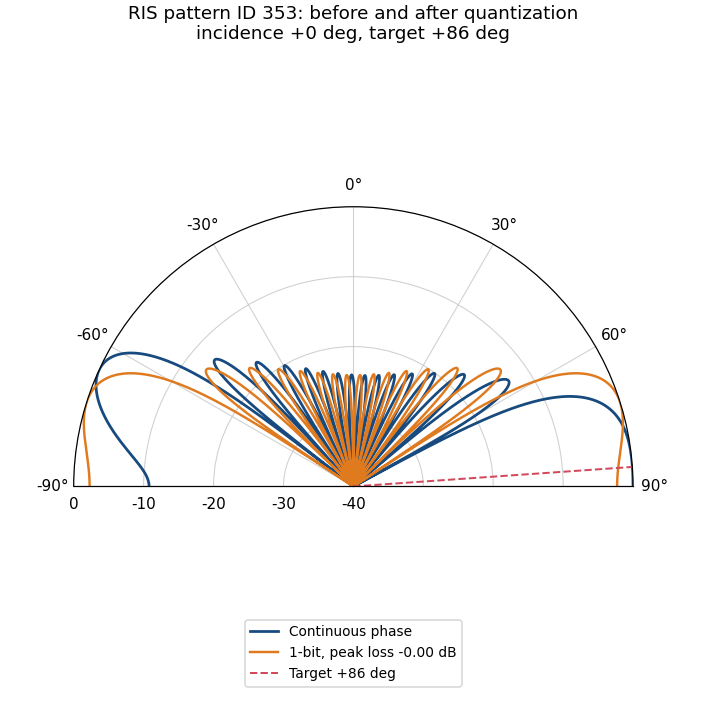 RIS pattern ID 353: before and after quantization
incidence +0 deg, target +86 deg
0°
-30°
30°
-60°
60°
-90°
90°
0
-10
-20
-30
-40
Continuous phase
1-bit, peak loss -0.00 dB
Target +86 deg